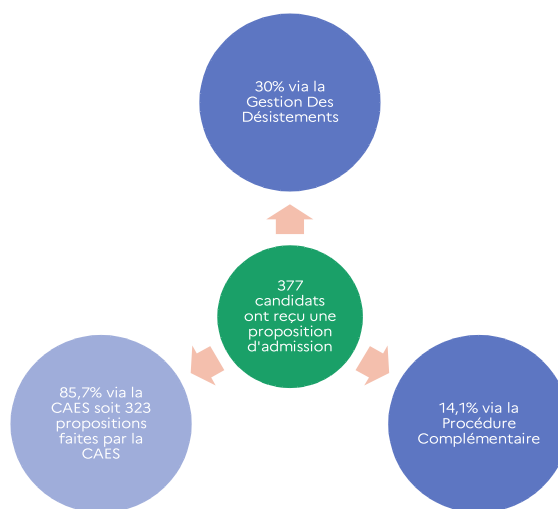 30% via la
Gestion Des
Désistements
377
candidats
ont reçu une
proposition
d'admission
85,7% via la
CAES soit 323
propositions
faites par la
CAES
14,1% via la
Procédure
Complémentaire